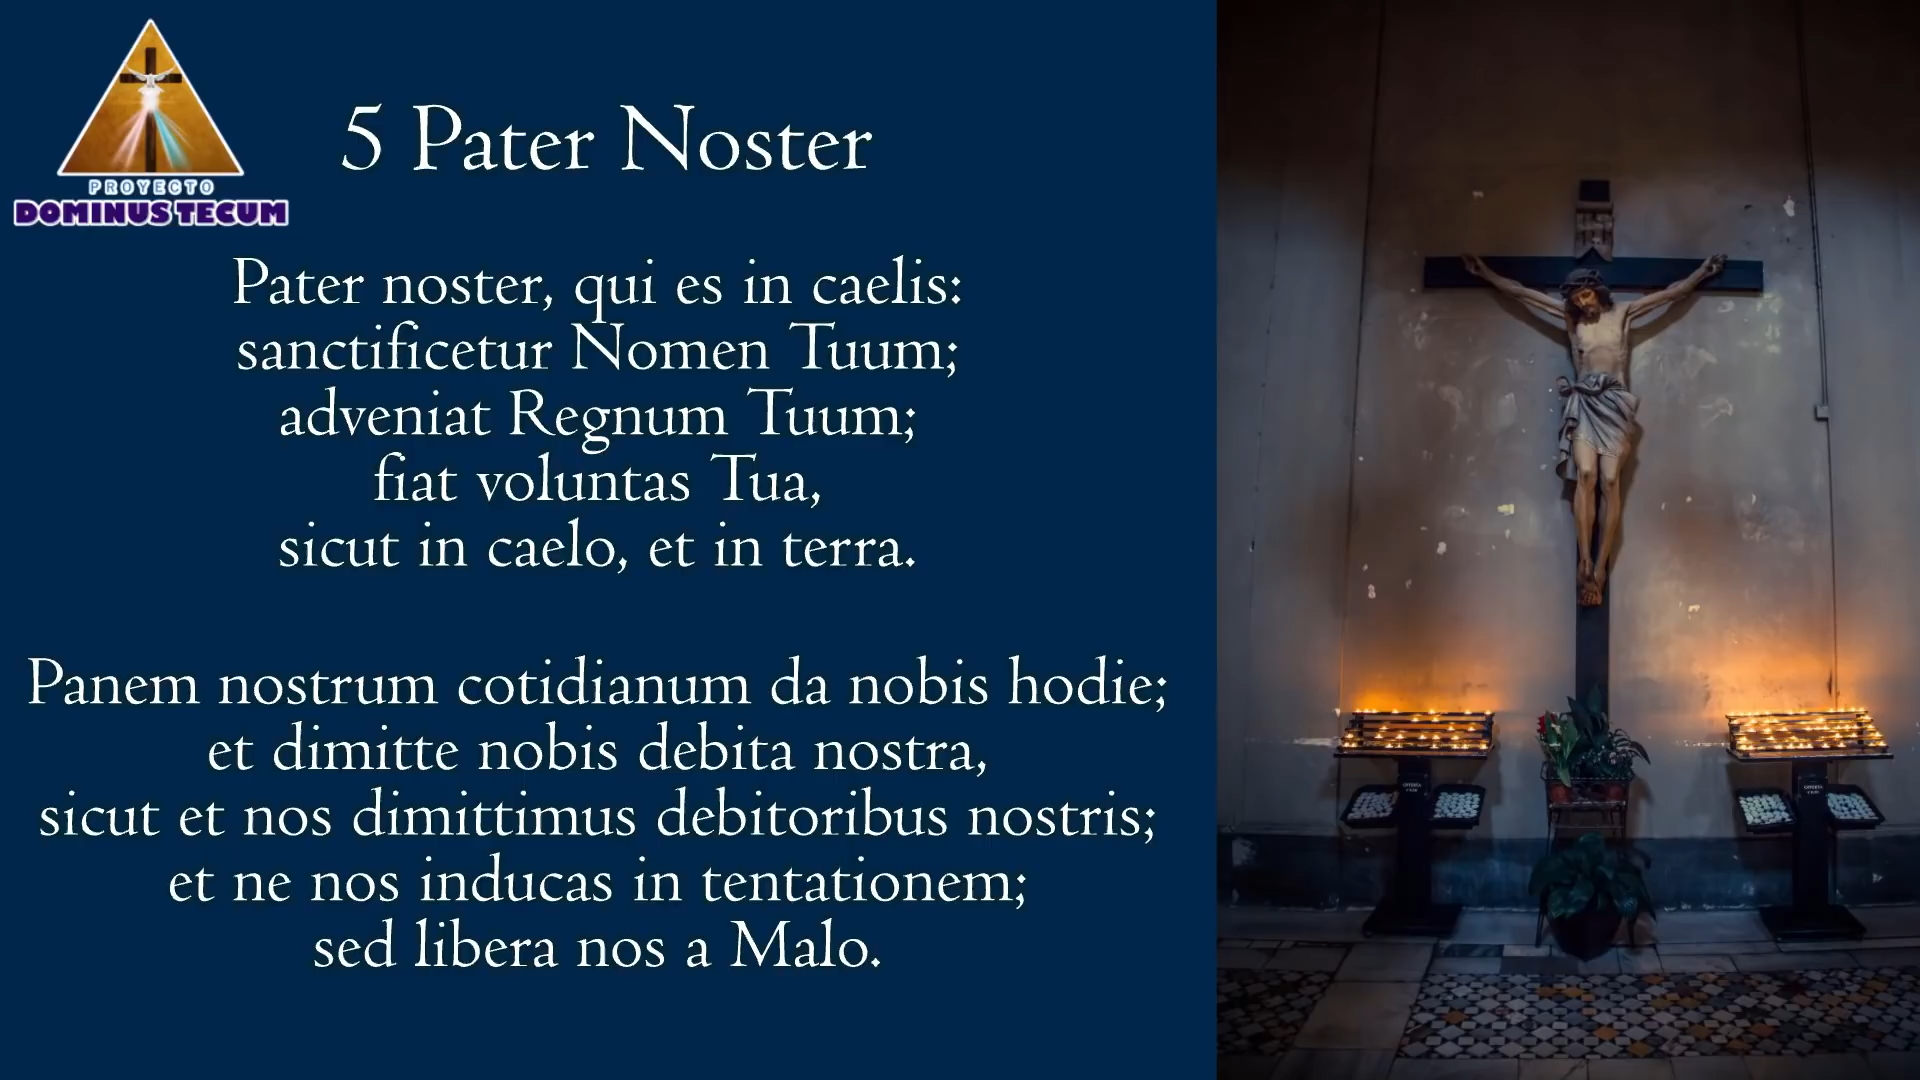 PROYECTO
DOMINUS TECUM
5 Pater Noster
Pater noster, qui es in caelis:
sanctificetur Nomen Tuum;
adveniat Regnum Tuum;
fiat voluntas Tua,
sicut in caelo, et in terra.
Panem nostrum cotidianum da nobis hodie;
et dimitte nobis debita nostra,
sicut et nos dimittimus debitoribus nostris;
et ne nos inducas in tentationem;
sed libera nos a Malo.
OFFERTA
OFFERTA